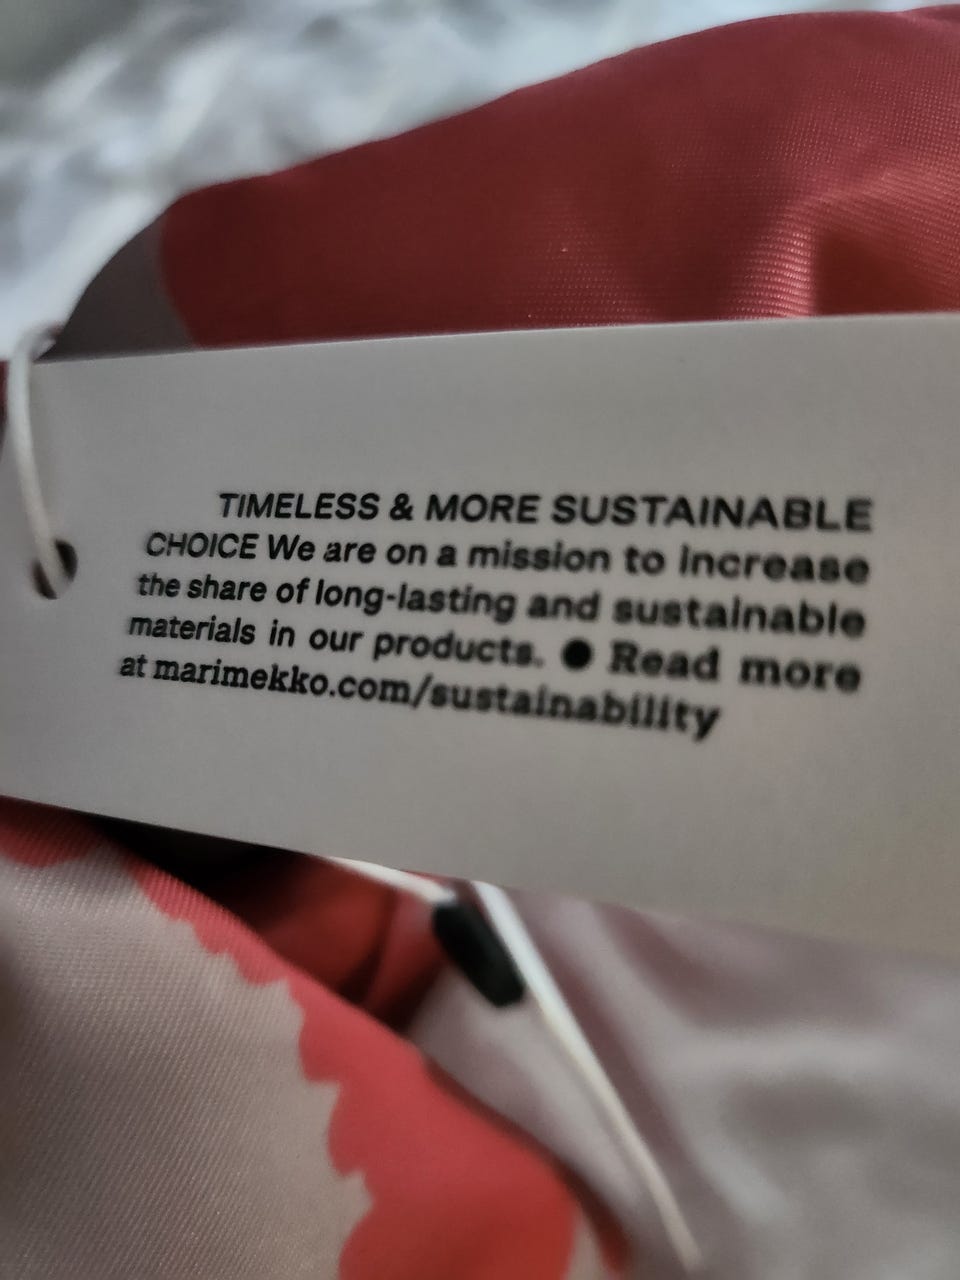 TIMELESS & MORE SUSTAINABLE
CHOICE We are on a mission to increase
the share of long-lasting and sustainable
materials in our products. ● Read more
at marimekko.com/sustainability